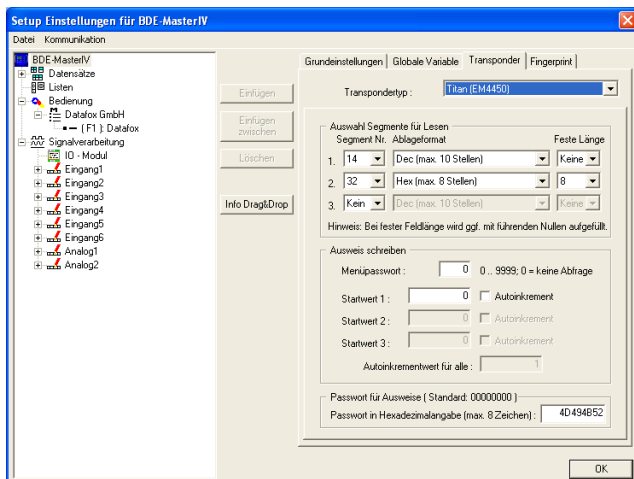 Setup Einstellungen für BDE-MasterIV
Datei Kommunikation
BDE-MasterIV
Datensätze
Listen
Bedienung
Datafox GmbH
( F1 ): Datafox
Signalverarbeitung
IO - Modul
Eingang1
Eingang2
Eingang3
Eingang4
Eingang5
Eingang6
Analog1
Analog2
Einfügen
Einfügen
zwischen
Löschen
Info Drag&Drop
Grundeinstellungen Globale Variable Transponder Fingerprint
Transpondertyp : Titan (EM4450)
Auswahl Segmente für Lesen
Segment Nr. Ablageformat Feste Länge
1. 14 Dec (max. 10 Stellen) Keine
2. 32 Hex (max. 8 Stellen) 8
3. Kein Dec (max. 10 Stellen) Keine
Hinweis: Bei fester Feldlänge wird ggf. mit führenden Nullen aufgefüllt.
Ausweis schreiben
Menüpasswort : 0 0 .. 9999; 0 = keine Abfrage
Startwert 1 : 0 Autoinkrement
Startwert 2 : 0 Autoinkrement
Startwert 3 : 0 Autoinkrement
Autoinkrementwert für alle : 1
Passwort für Ausweise ( Standard: 00000000 )
Passwort in Hexadezimalangabe (max. 8 Zeichen) : 4D494B52
OK